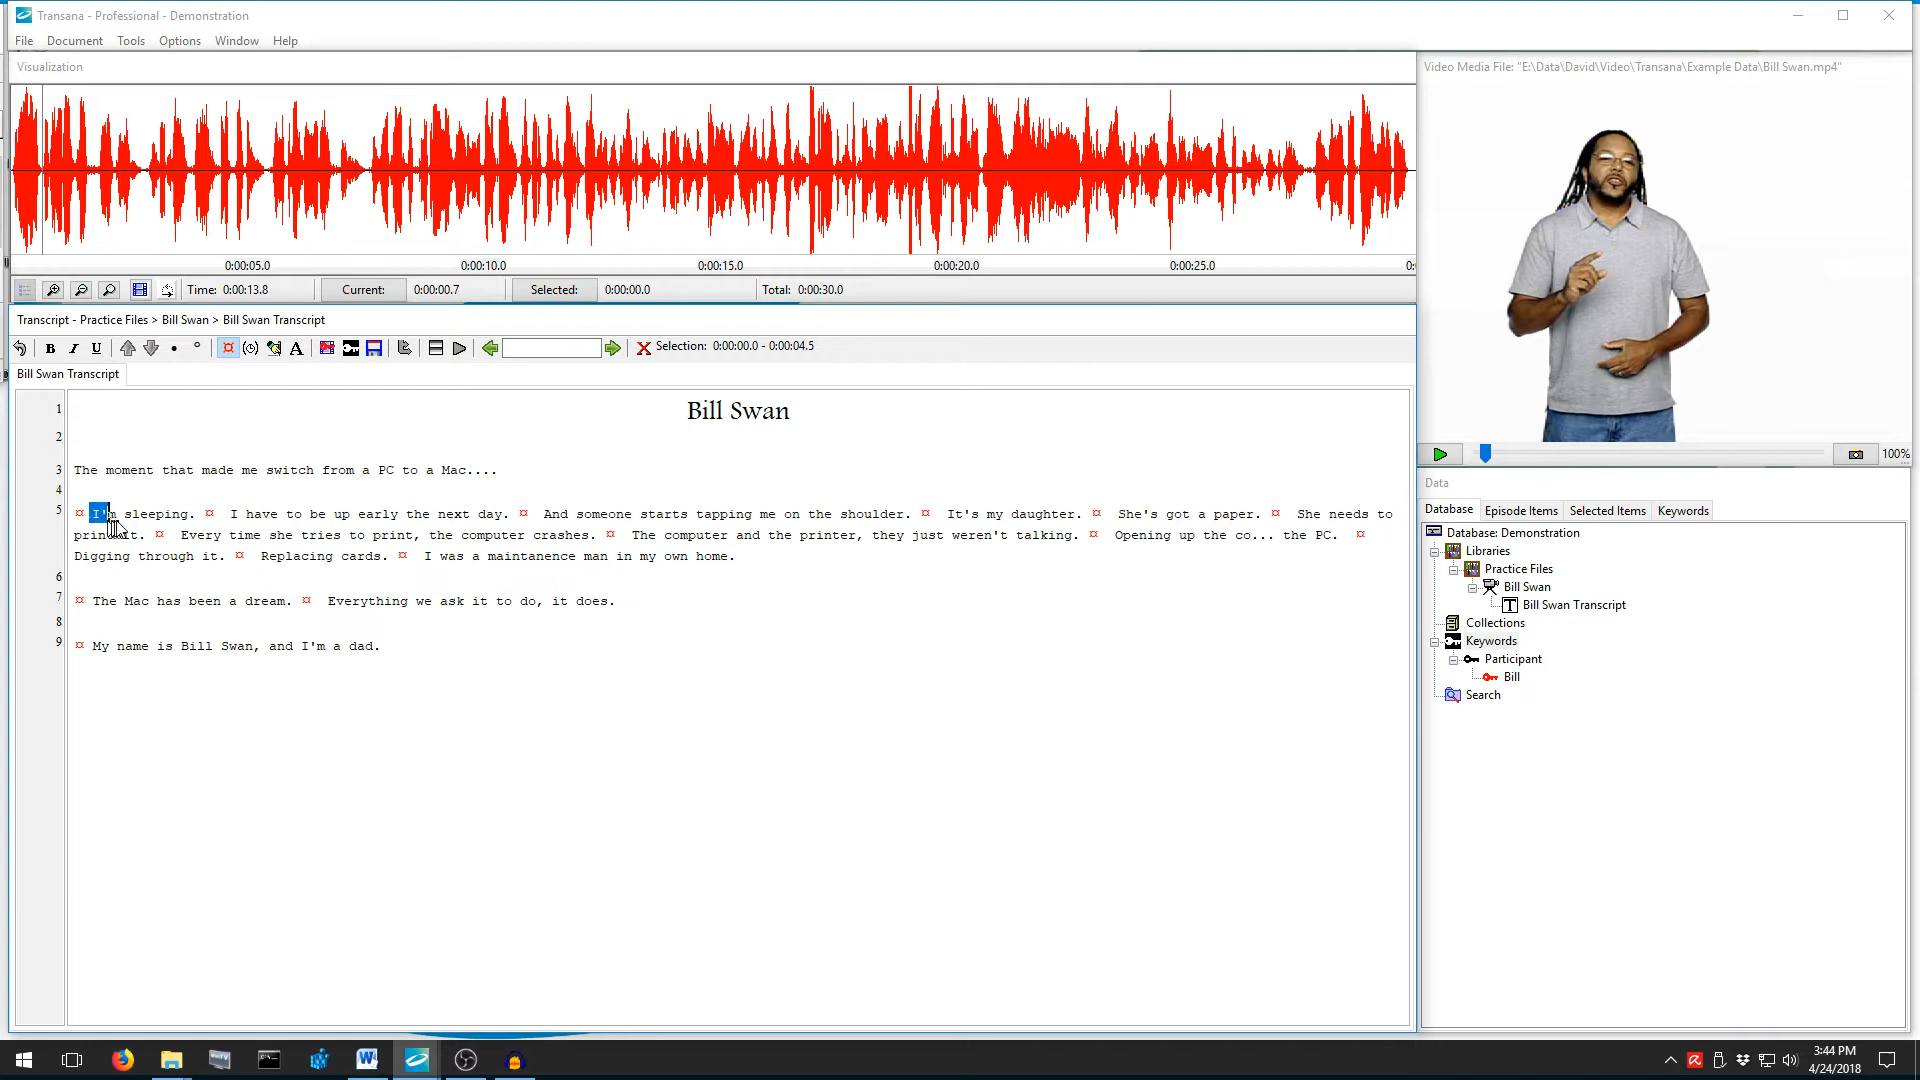 Transana - Professional - Demonstration
File Document Tools Options Window Help
Visualization
Video Media File: "E:\Data\David\Video\Transana\Example Data\Bill Swan.mp4"
0:00:05.0 0:00:10.0 0:00:15.0 0:00:20.0 0:00:25.0 0:
Time: 0:00:13.8 Current: 0:00:00.7 Selected: 0:00:00.0 Total: 0:00:30.0
Transcript - Practice Files > Bill Swan > Bill Swan Transcript
B I U A Selection: 0:00:00.0 - 0:00:04.5
Bill Swan Transcript
1 Bill Swan
2
3 The moment that made me switch from a PC to a Mac....
4
5 ¤ I'm sleeping. ¤ I have to be up early the next day. ¤ And someone starts tapping me on the shoulder. ¤ It's my daughter. ¤ She's got a paper. ¤ She needs to
print it. ¤ Every time she tries to print, the computer crashes. ¤ The computer and the printer, they just weren't talking. ¤ Opening up the co... the PC. ¤
Digging through it. ¤ Replacing cards. ¤ I was a maintanence man in my own home.
6
7 ¤ The Mac has been a dream. ¤ Everything we ask it to do, it does.
8
9 ¤ My name is Bill Swan, and I'm a dad.
100%
Data
Database Episode Items Selected Items Keywords
Database: Demonstration
Libraries
Practice Files
Bill Swan
T Bill Swan Transcript
Collections
Keywords
Participant
Bill
Search
3:44 PM
4/24/2018